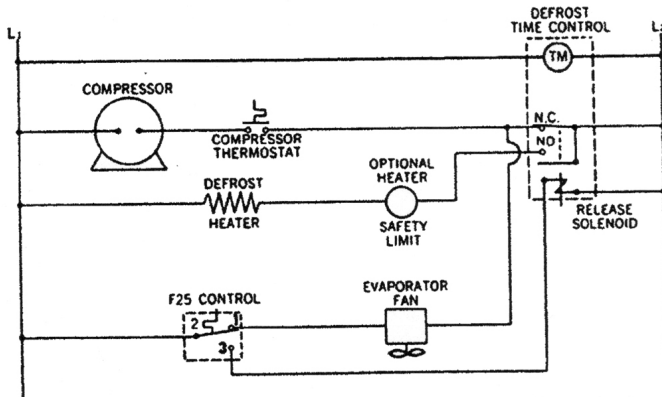 DEFROST
TIME CONTROL
L₁
L₂
TM
COMPRESSOR
N.C.
COMPRESSOR
THERMOSTAT
NO
OPTIONAL
HEATER
DEFROST
HEATER
SAFETY
LIMIT
RELEASE
SOLENOID
F25 CONTROL
EVAPORATOR
FAN
2
1
3